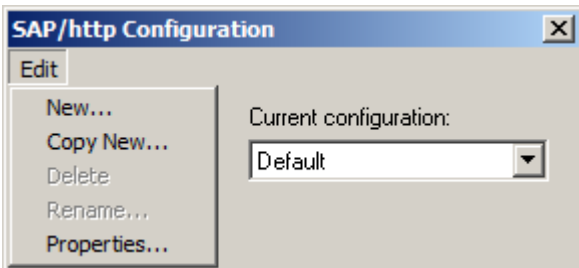 SAP/http Configuration
Edit
New...
Copy New...
Delete
Rename...
Properties...
Current configuration:
Default